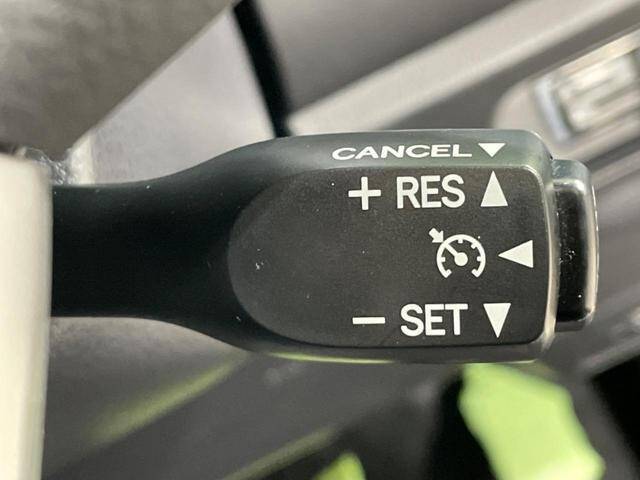 CANCEL ▼
+ RES ▲
◀
− SET ▼